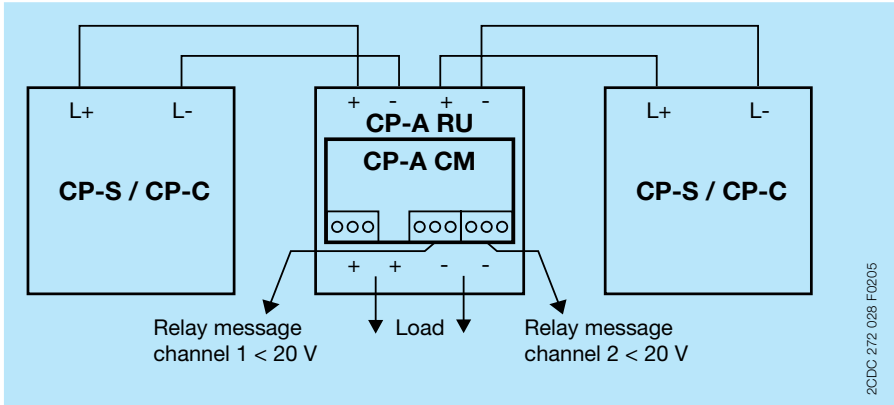 + - + -
L+ L-
CP-A RU
L+ L-
CP-A CM
CP-S / CP-C
CP-S / CP-C
+ + - -
Relay message
channel 1 < 20 V
Load
Relay message
channel 2 < 20 V
2CDC 272 028 F0205